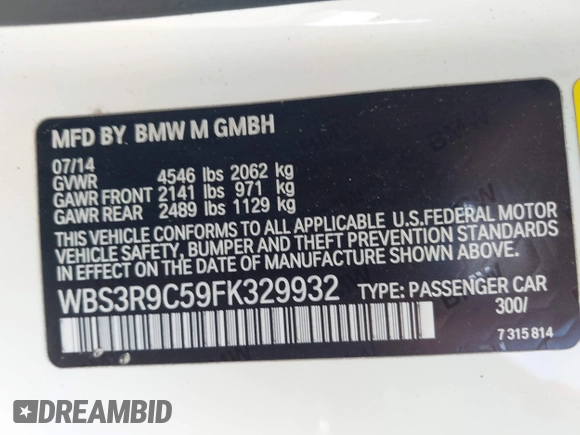 MFD BY BMW M GMBH
07/14
GVWR 4546 lbs 2062 kg
GAWR FRONT 2141 lbs 971 kg
GAWR REAR 2489 lbs 1129 kg
THIS VEHICLE CONFORMS TO ALL APPLICABLE U.S.FEDERAL MOTOR
VEHICLE SAFETY, BUMPER AND THEFT PREVENTION STANDARDS
IN EFFECT ON THE DATE OF MANUFACTURE SHOWN ABOVE.
WBS3R9C59FK329932 TYPE: PASSENGER CAR
300/
7 315 814
DREAMBID